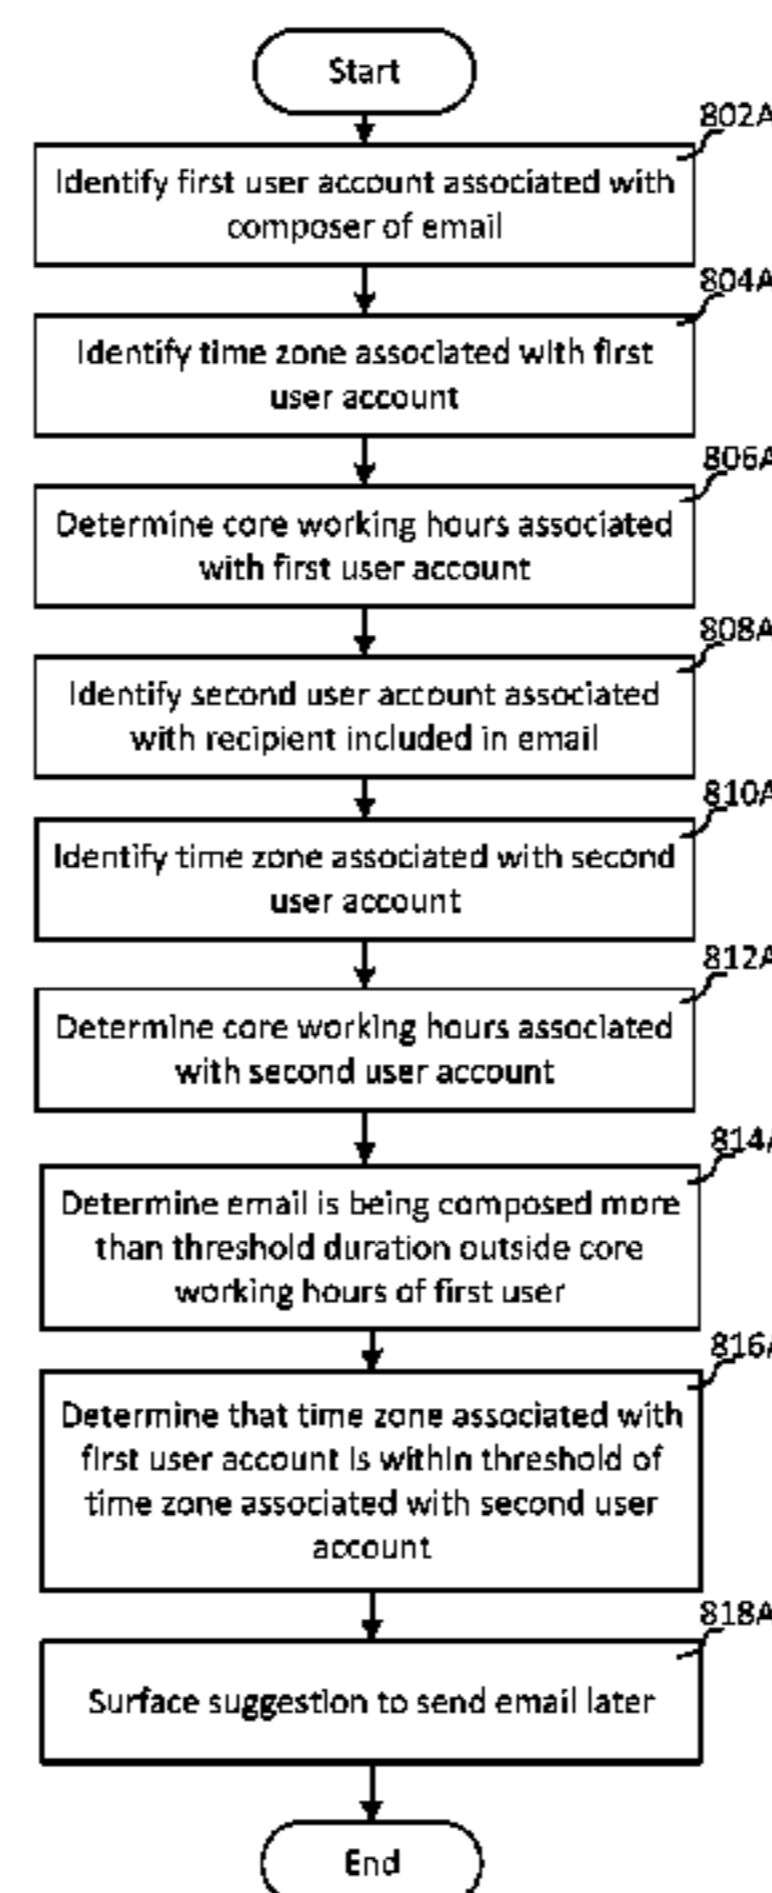 Start
802A
Identify first user account associated with
composer of email
804A
Identify time zone associated with first
user account
806A
Determine core working hours associated
with first user account
808A
Identify second user account associated
with recipient included in email
810A
Identify time zone associated with second
user account
812A
Determine core working hours associated
with second user account
814A
Determine email is being composed more
than threshold duration outside core
working hours of first user
816A
Determine that time zone associated with
first user account is within threshold of
time zone associated with second user
account
818A
Surface suggestion to send email later
End